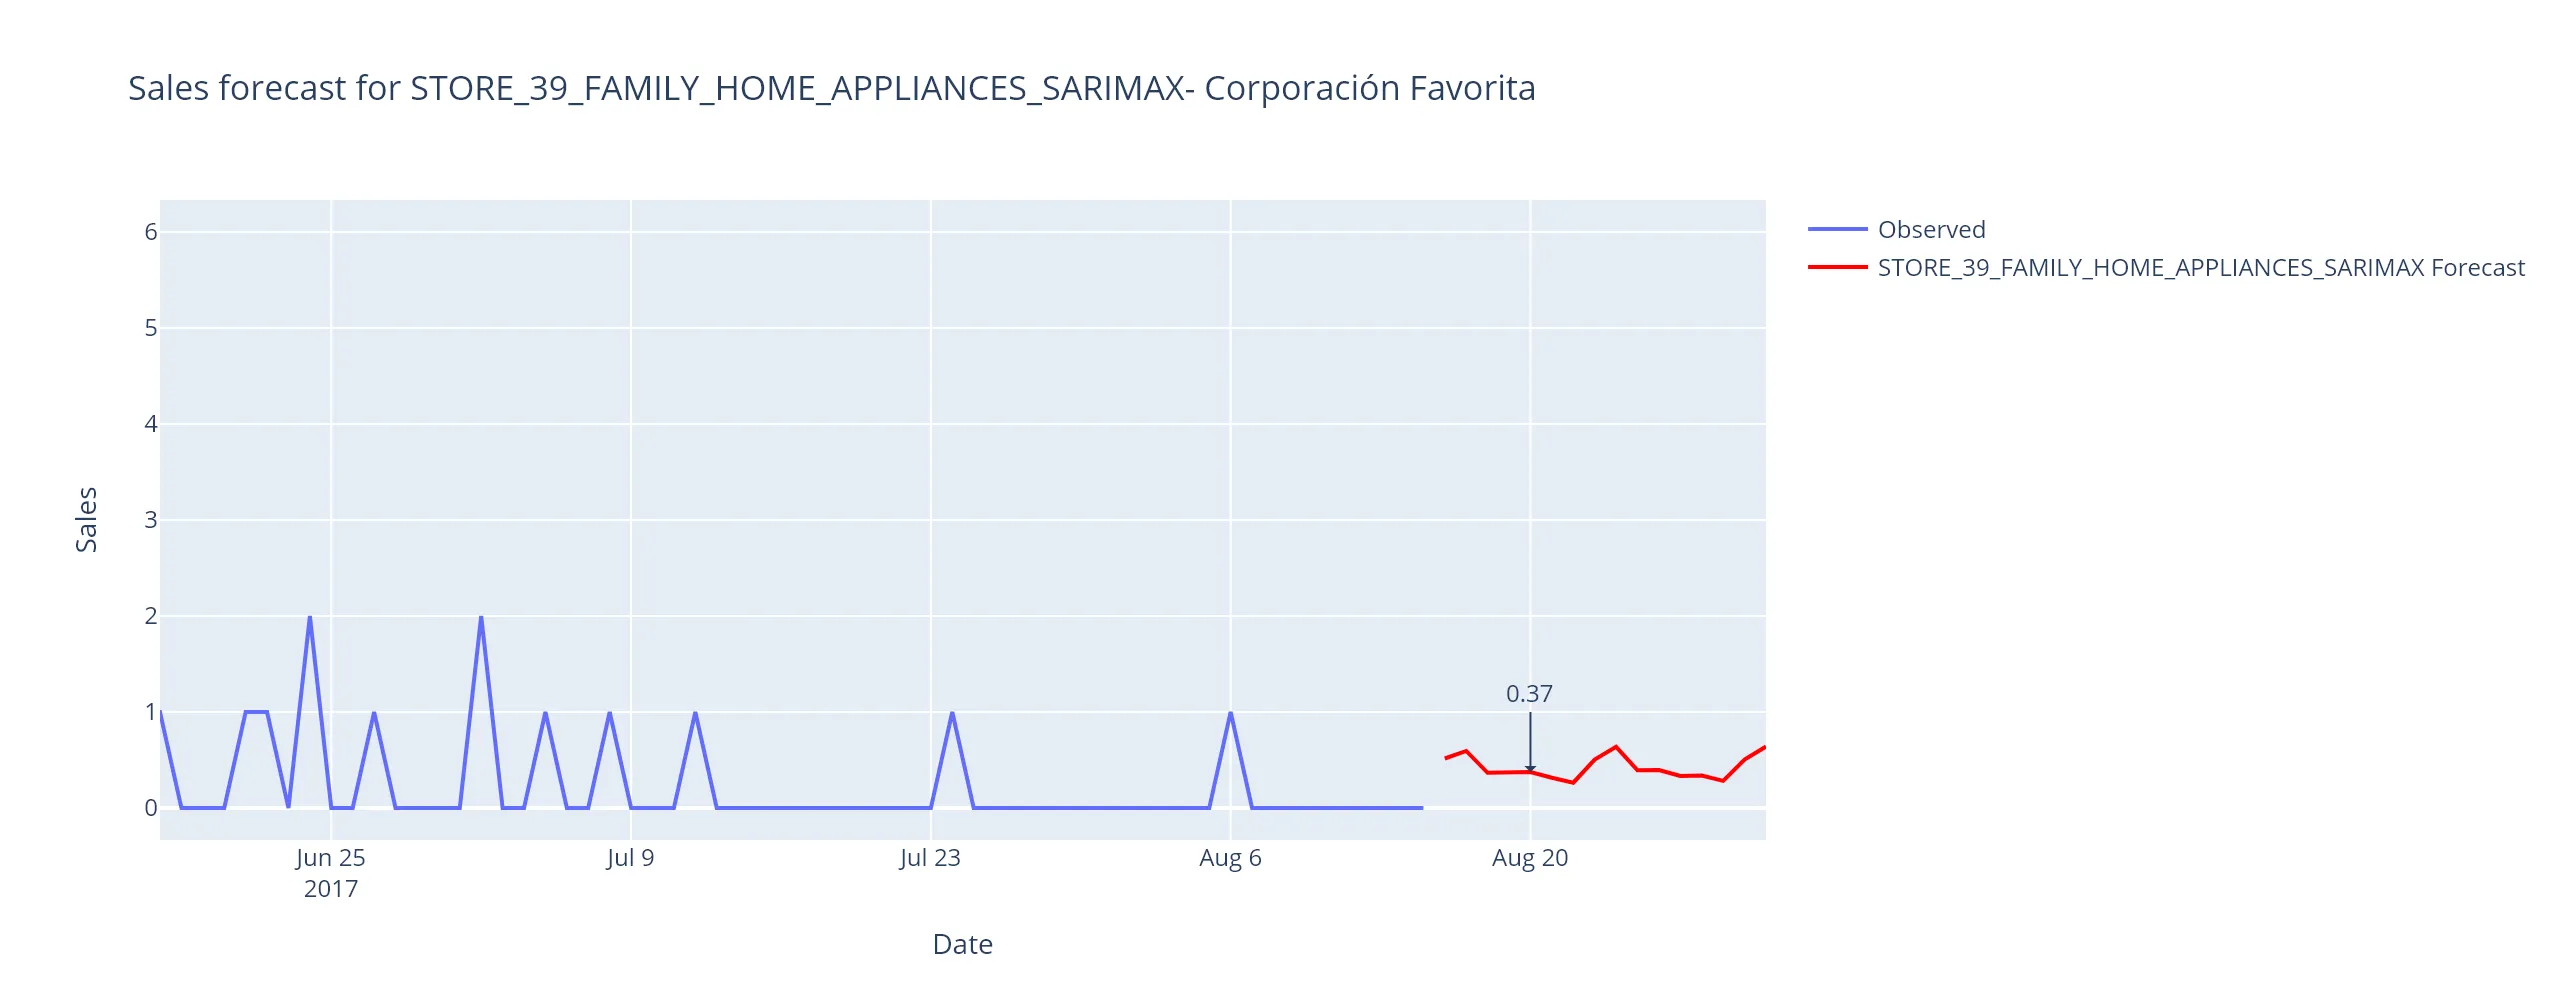 Sales forecast for STORE_39_FAMILY_HOME_APPLIANCES_SARIMAX- Corporación Favorita
Observed
STORE_39_FAMILY_HOME_APPLIANCES_SARIMAX Forecast
6
5
4
3
2
1
0
Sales
0.37
Jun 25
2017
Jul 9
Jul 23
Aug 6
Aug 20
Date